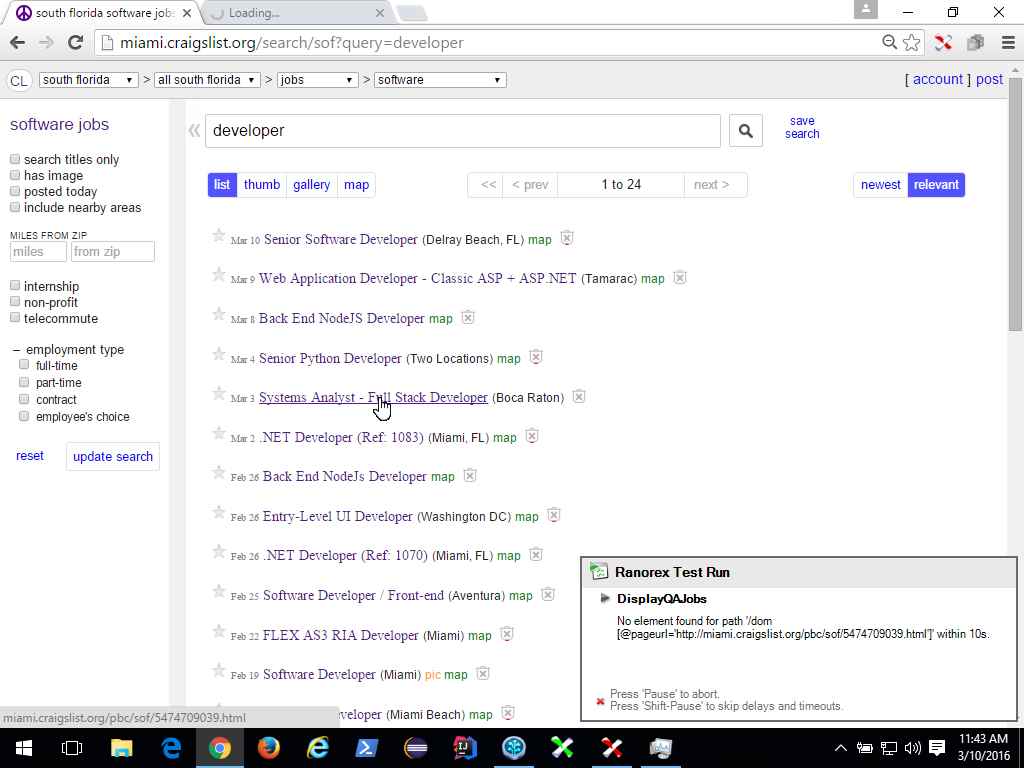 south florida software jobs
Loading...
miami.craigslist.org/search/sof?query=developer
CL south florida > all south florida > jobs > software [ account ] post
software jobs
search titles only
has image
posted today
include nearby areas
MILES FROM ZIP
miles from zip
internship
non-profit
telecommute
– employment type
full-time
part-time
contract
employee's choice
reset update search
« developer
save search
list thumb gallery map
<< < prev 1 to 24 next >
newest relevant
Mar 10 Senior Software Developer (Delray Beach, FL) map
Mar 9 Web Application Developer - Classic ASP + ASP.NET (Tamarac) map
Mar 8 Back End NodeJS Developer map
Mar 4 Senior Python Developer (Two Locations) map
Mar 3 Systems Analyst - Full Stack Developer (Boca Raton)
Mar 2 .NET Developer (Ref: 1083) (Miami, FL) map
Feb 26 Back End NodeJs Developer map
Feb 26 Entry-Level UI Developer (Washington DC) map
Feb 26 .NET Developer (Ref: 1070) (Miami, FL) map
Feb 25 Software Developer / Front-end (Aventura) map
Feb 22 FLEX AS3 RIA Developer (Miami) map
Feb 19 Software Developer (Miami) pic map
veloper (Miami Beach) map
miami.craigslist.org/pbc/sof/5474709039.html
Ranorex Test Run
DisplayQAJobs
No element found for path '/dom
[@pageurl='http://miami.craigslist.org/pbc/sof/5474709039.html']' within 10s.
Press 'Pause' to abort.
Press 'Shift-Pause' to skip delays and timeouts.
11:43 AM
3/10/2016